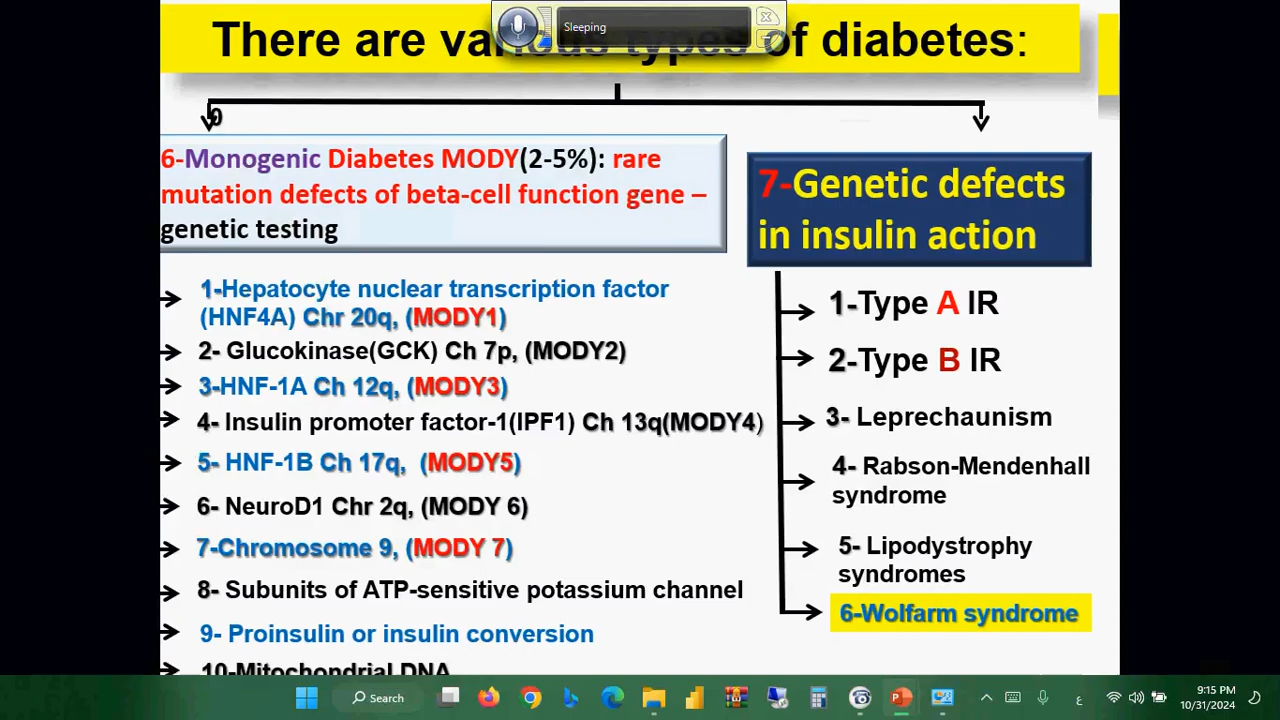 Sleeping
There are various types of diabetes:
0
6-Monogenic Diabetes MODY(2-5%): rare
mutation defects of beta-cell function gene –
genetic testing
1-Hepatocyte nuclear transcription factor
(HNF4A) Chr 20q, (MODY1)
2- Glucokinase(GCK) Ch 7p, (MODY2)
3-HNF-1A Ch 12q, (MODY3)
4- Insulin promoter factor-1(IPF1) Ch 13q(MODY4)
5- HNF-1B Ch 17q, (MODY5)
6- NeuroD1 Chr 2q, (MODY 6)
7-Chromosome 9, (MODY 7)
8- Subunits of ATP-sensitive potassium channel
9- Proinsulin or insulin conversion
10-Mitochondrial DNA
7-Genetic defects
in insulin action
1-Type A IR
2-Type B IR
3- Leprechaunism
4- Rabson-Mendenhall
syndrome
5- Lipodystrophy
syndromes
6-Wolfarm syndrome
Search
ع
9:15 PM
10/31/2024